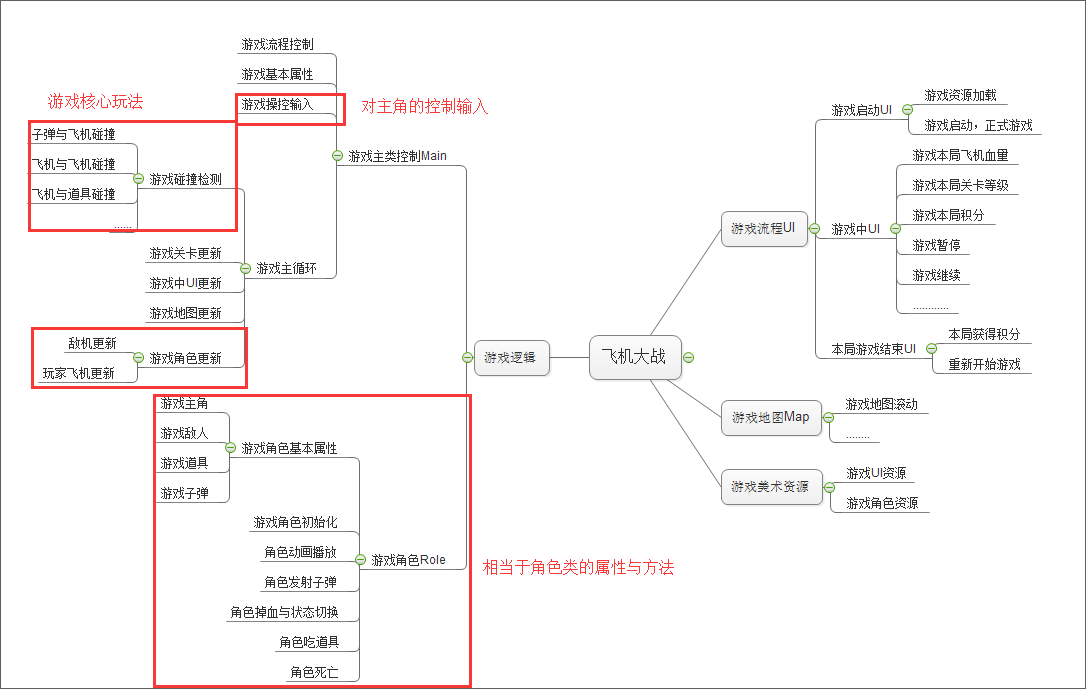 游戏流程控制
游戏基本属性
游戏操控输入
对主角的控制输入
游戏核心玩法
游戏主类控制Main
子弹与飞机碰撞
飞机与飞机碰撞
飞机与道具碰撞
......
游戏碰撞检测
游戏关卡更新
游戏中UI更新
游戏地图更新
游戏主循环
敌机更新
玩家飞机更新
游戏角色更新
游戏逻辑
游戏主角
游戏敌人
游戏道具
游戏子弹
游戏角色基本属性
游戏角色初始化
角色动画播放
角色发射子弹
角色掉血与状态切换
角色吃道具
角色死亡
游戏角色Role
相当于角色类的属性与方法
飞机大战
游戏流程UI
游戏启动UI
游戏资源加载
游戏启动，正式游戏
游戏中UI
游戏本局飞机血量
游戏本局关卡等级
游戏本局积分
游戏暂停
游戏继续
............
本局游戏结束UI
本局获得积分
重新开始游戏
游戏地图Map
游戏地图滚动
........
游戏美术资源
游戏UI资源
游戏角色资源